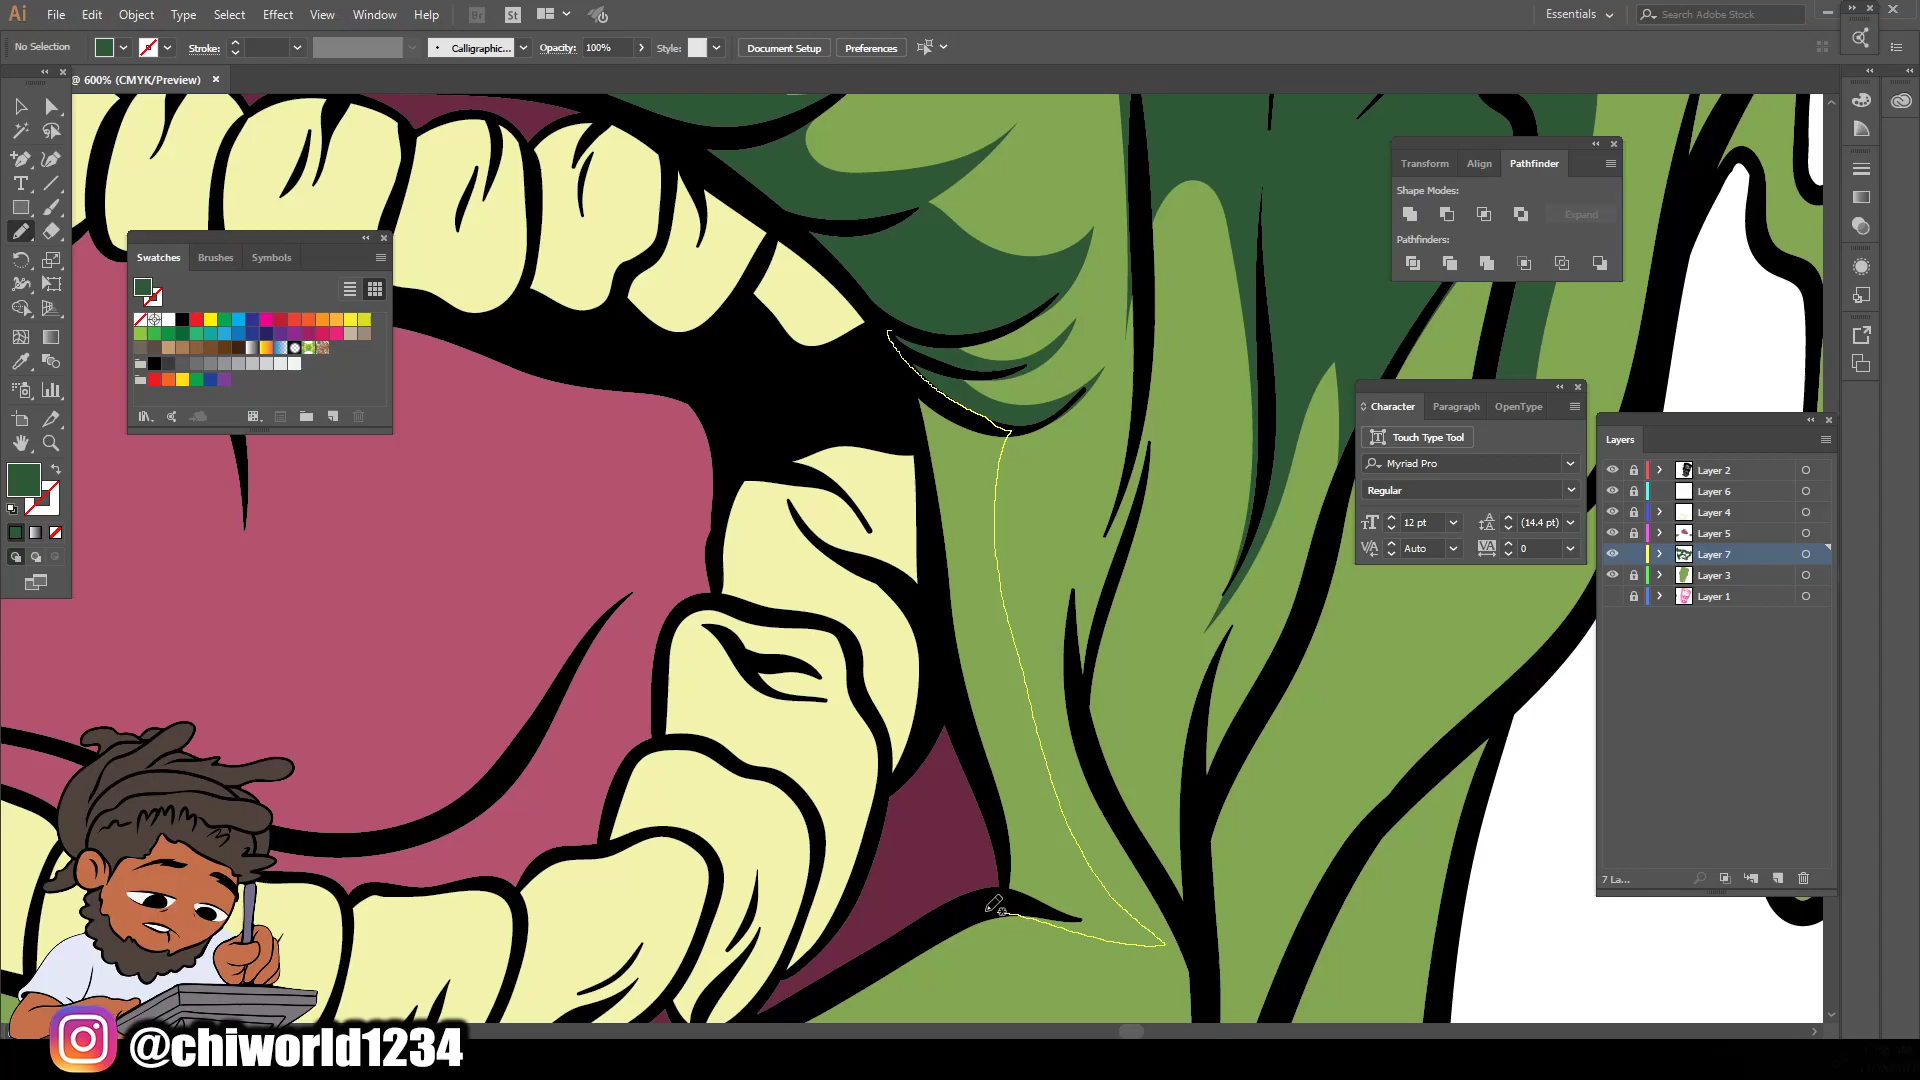 Ai File Edit Object Type Select Effect View Window Help Br St Essentials Search Adobe Stock
No Selection Stroke: Calligraphic... Opacity: 100% Style: Document Setup Preferences
@ 600% (CMYK/Preview)
Transform Align Pathfinder
Shape Modes:
Expand
Pathfinders:
Swatches Brushes Symbols
Character Paragraph OpenType
Touch Type Tool
Myriad Pro
Regular
12 pt (14.4 pt)
Auto 0
Layers
Layer 2
Layer 6
Layer 4
Layer 5
Layer 7
Layer 3
Layer 1
7 La...
@chiworld1234